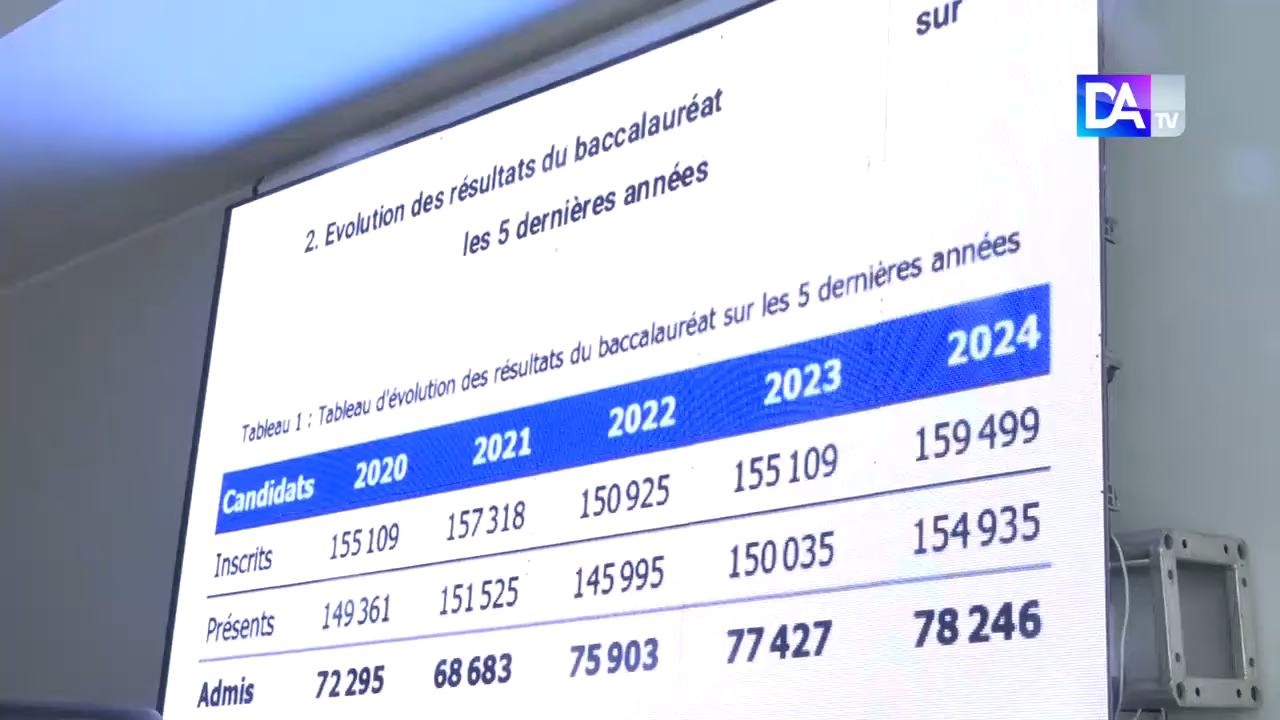 sur
DA TV
2. Evolution des résultats du baccalauréat
les 5 dernières années
Tableau 1 : Tableau d'évolution des résultats du baccalauréat sur les 5 dernières années
Candidats 2020 2021 2022 2023 2024
Inscrits 155 109 157 318 150 925 155 109 159 499
Présents 149 361 151 525 145 995 150 035 154 935
Admis 72 295 68 683 75 903 77 427 78 246